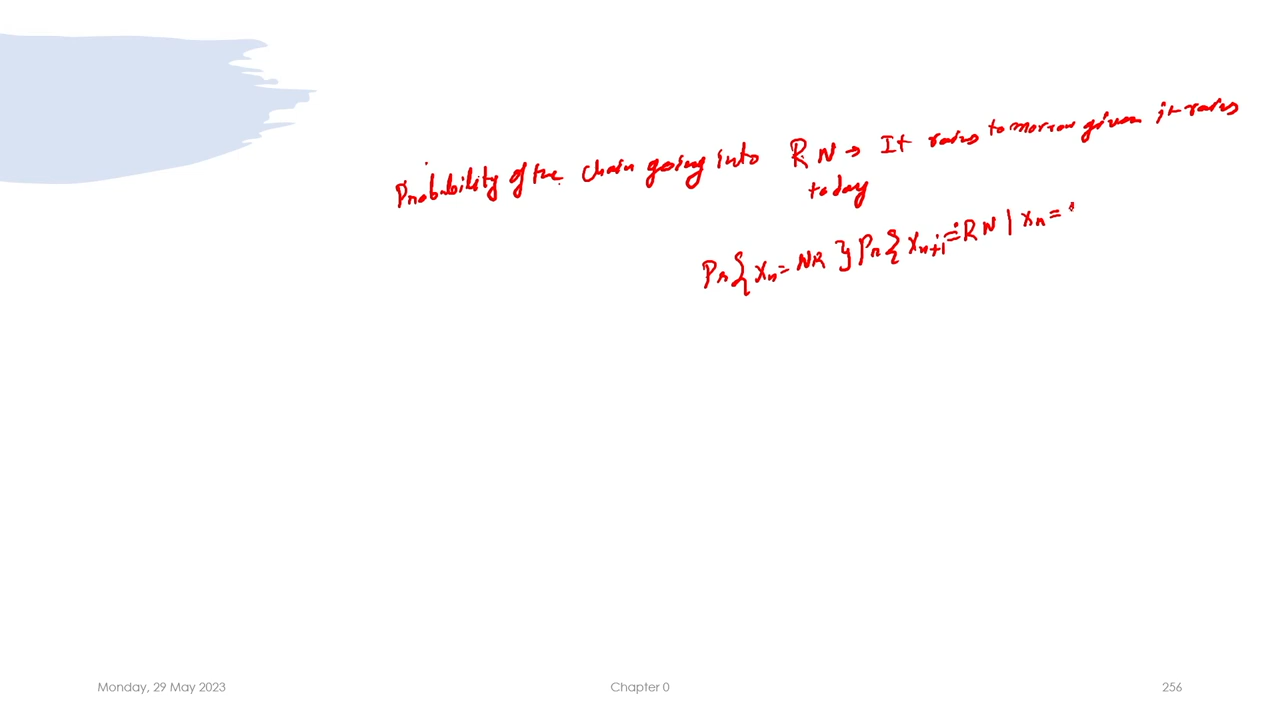 Probability of the chain going into RN → It rains tomorrow given it rains
today
Pr{Xn = NR} Pr{Xn+1 = RN | Xn =
Monday, 29 May 2023
Chapter 0
256